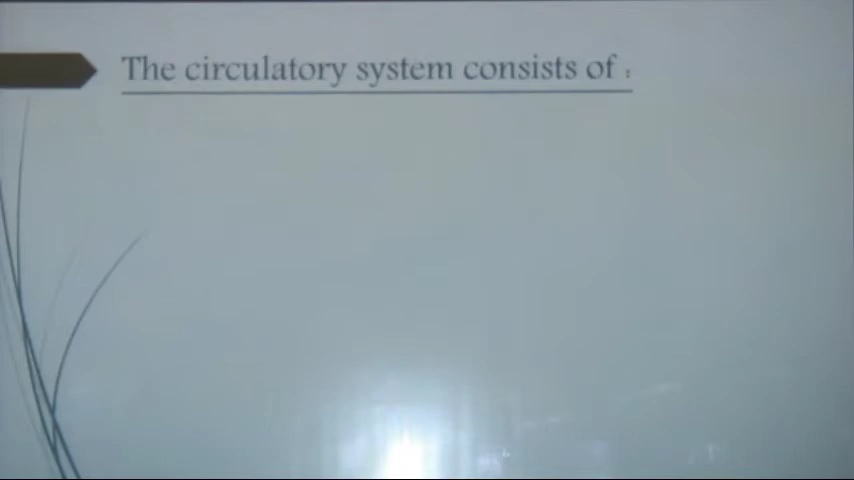 The circulatory system consists of :